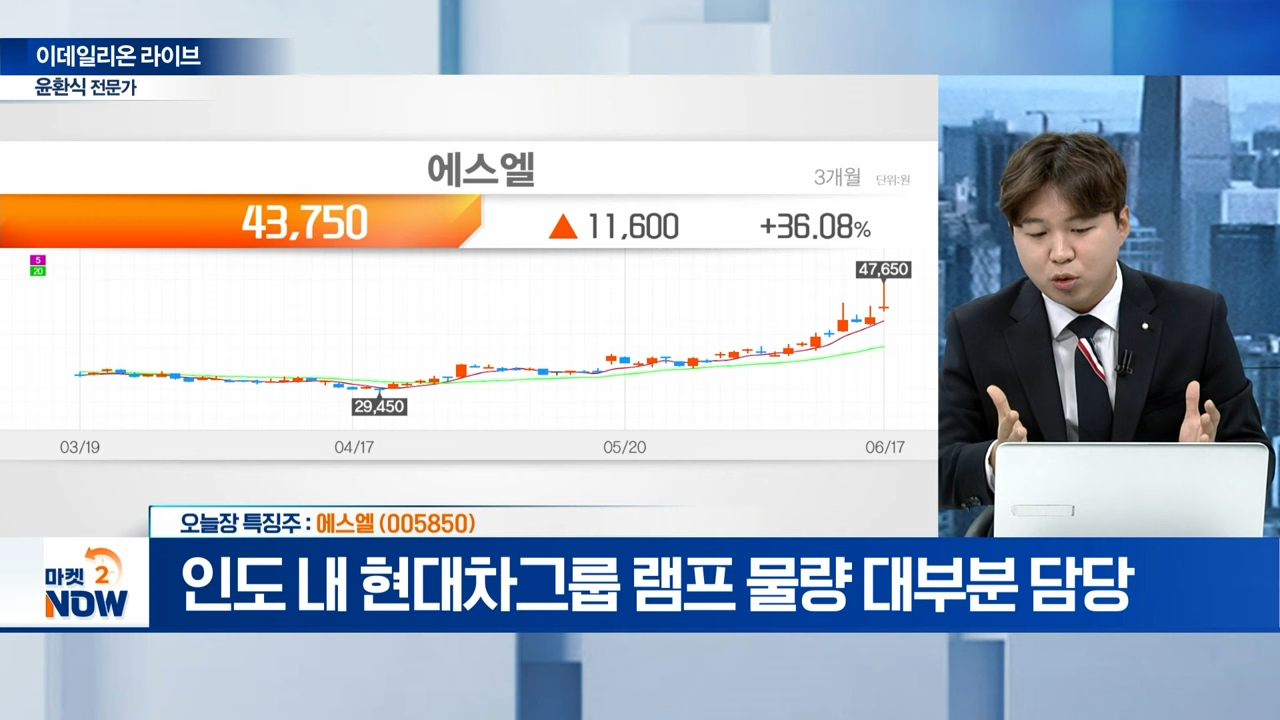 이데일리온 라이브
윤환식 전문가
에스엘
3개월 단위:원
43,750 ▲ 11,600 +36.08%
5
20
47,650
29,450
03/19 04/17 05/20 06/17
오늘장 특징주 : 에스엘 (005850)
마켓 2
NOW
인도 내 현대차그룹 램프 물량 대부분 담당